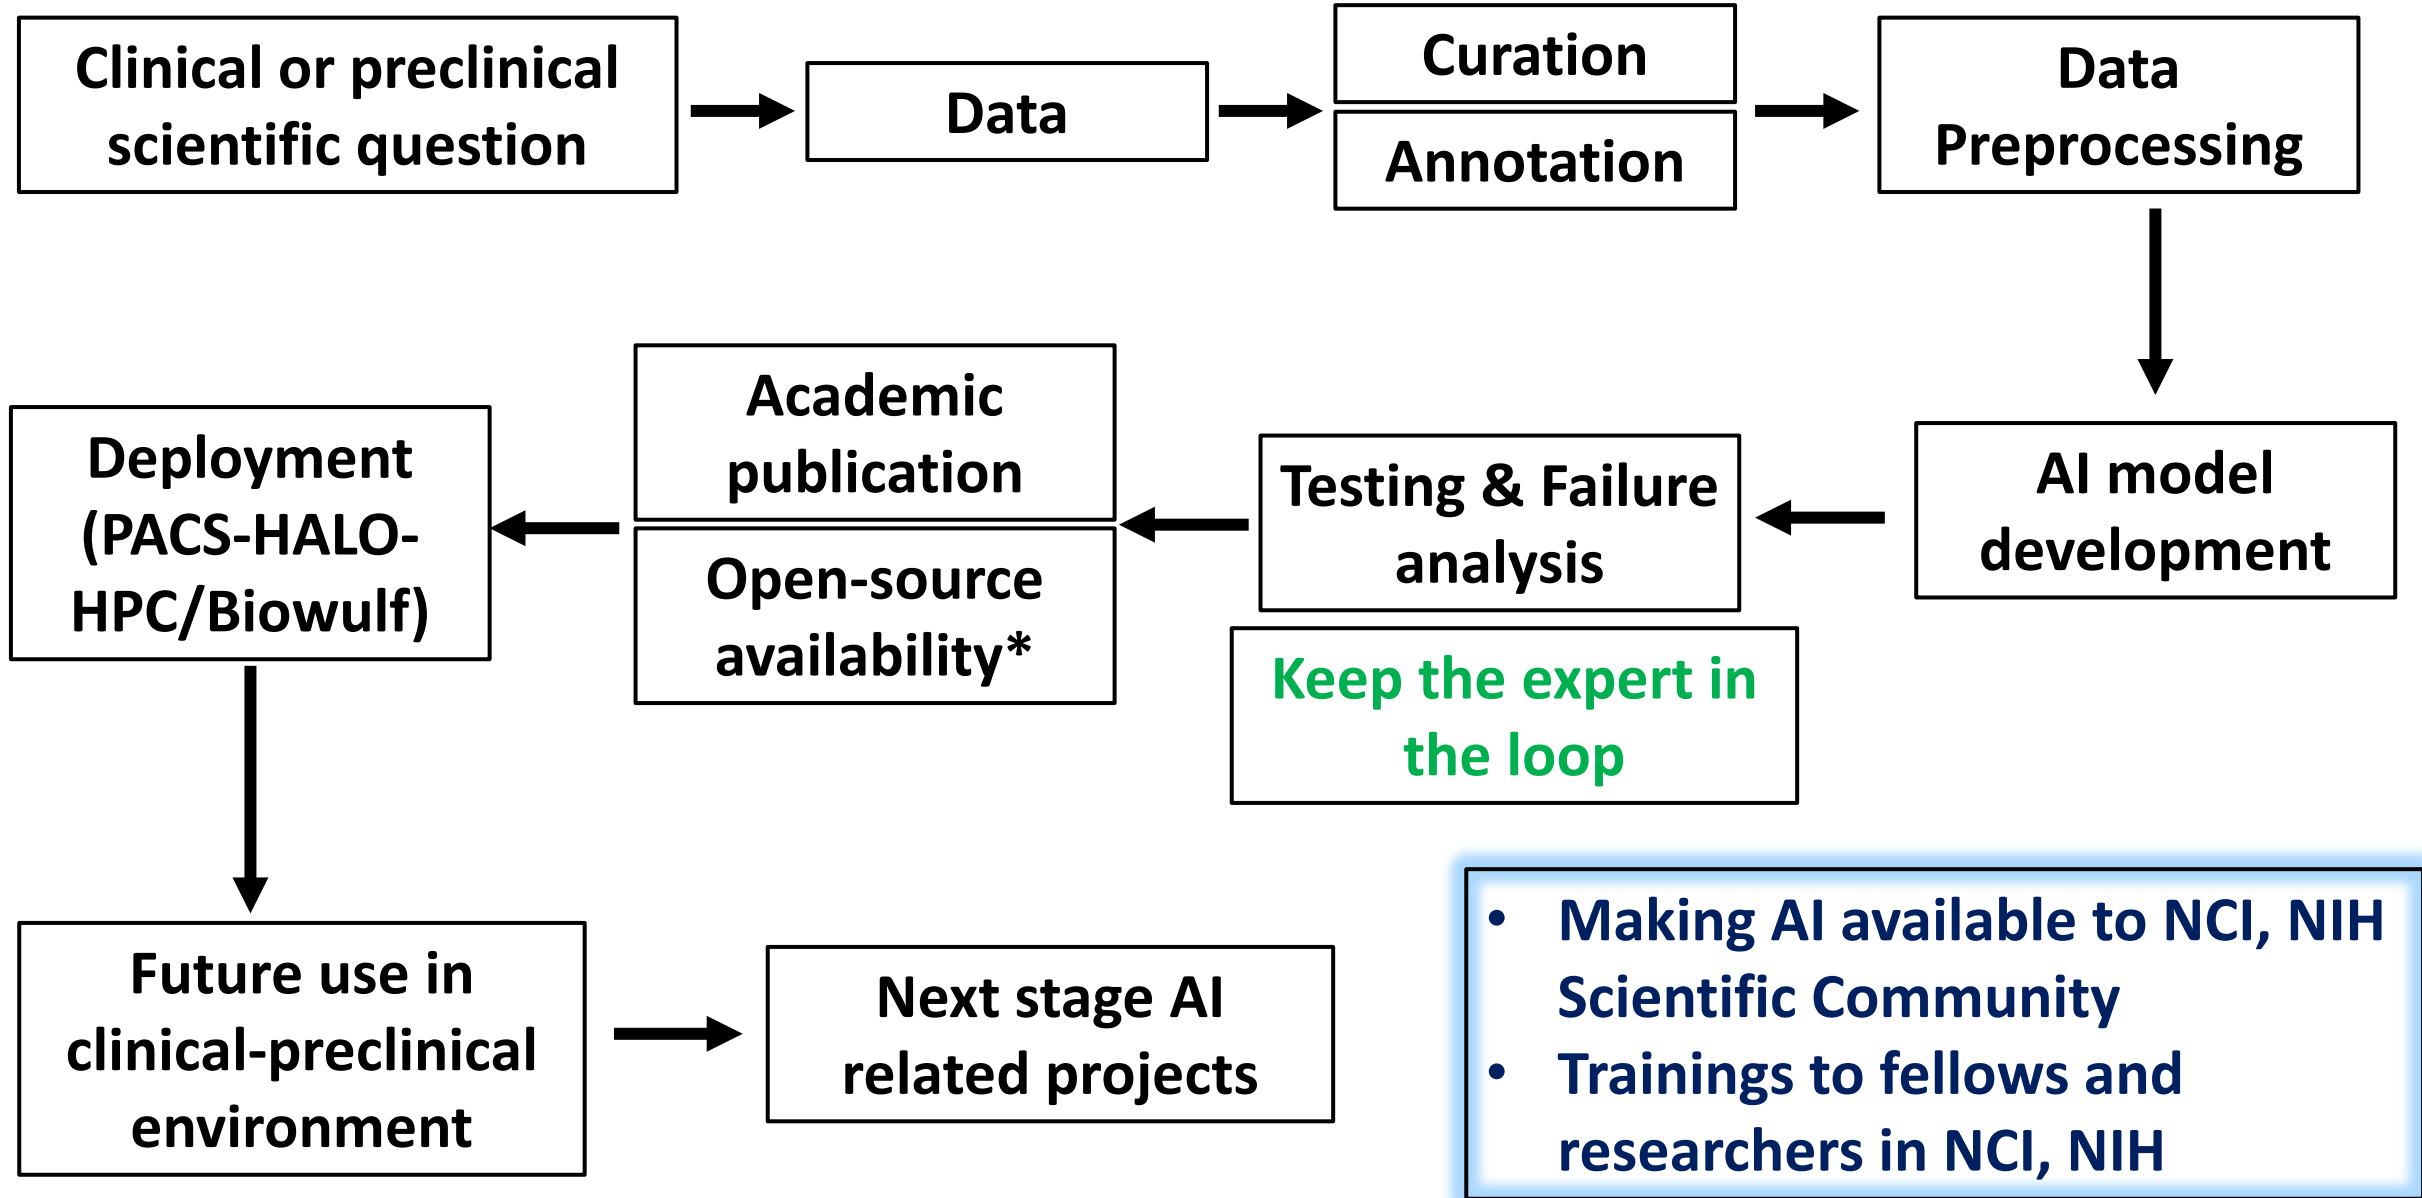 Clinical or preclinical
scientific question
Data
Curation
Annotation
Data
Preprocessing
AI model
development
Testing & Failure
analysis
Keep the expert in
the loop
Academic
publication
Open-source
availability*
Deployment
(PACS-HALO-
HPC/Biowulf)
Future use in
clinical-preclinical
environment
Next stage AI
related projects
• Making AI available to NCI, NIH
Scientific Community
• Trainings to fellows and
researchers in NCI, NIH